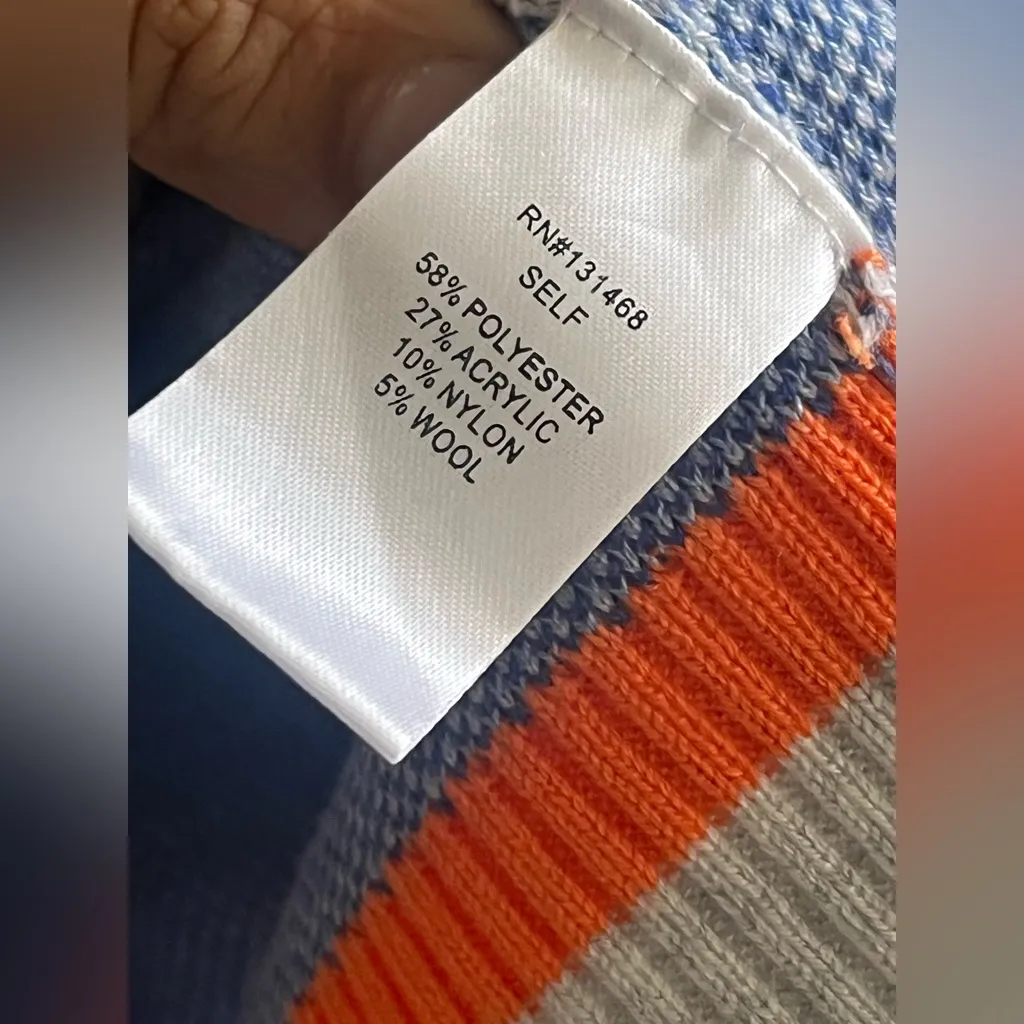 RN#131468
SELF
58% POLYESTER
27% ACRYLIC
10% NYLON
5% WOOL